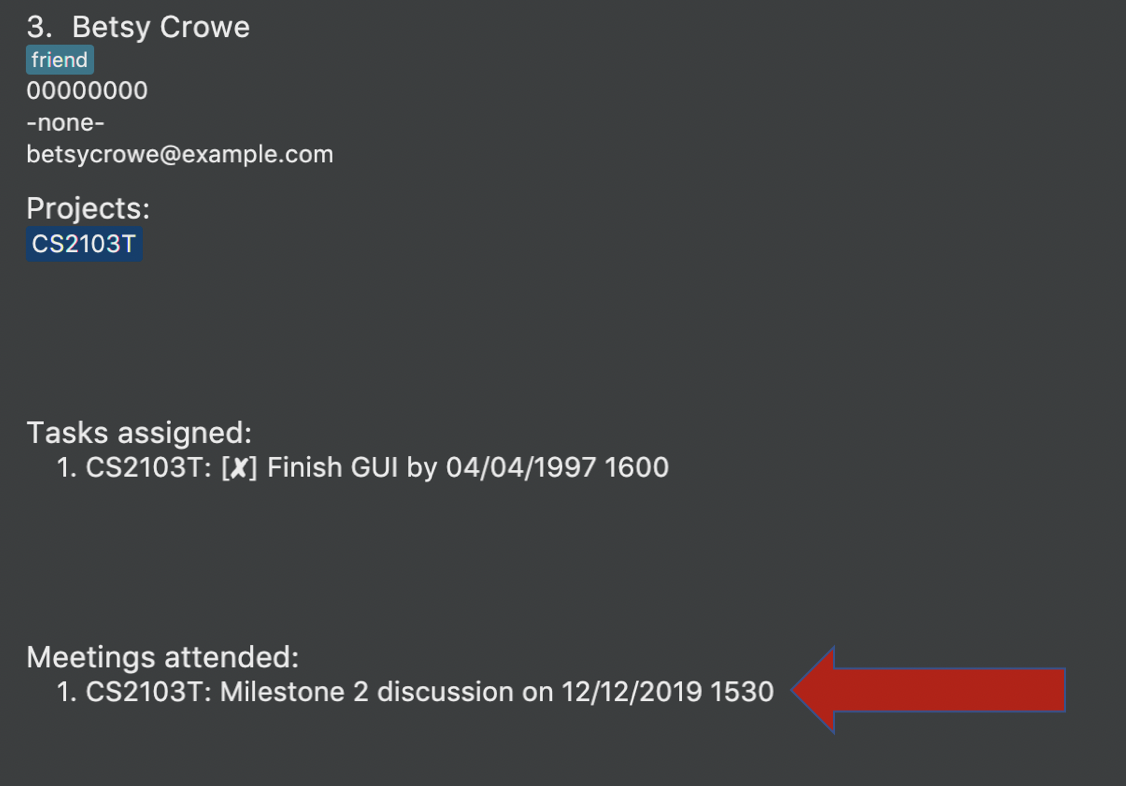 3. Betsy Crowe
friend
00000000
-none-
betsycrowe@example.com
Projects:
CS2103T
Tasks assigned:
1. CS2103T: [✘] Finish GUI by 04/04/1997 1600
Meetings attended:
1. CS2103T: Milestone 2 discussion on 12/12/2019 1530